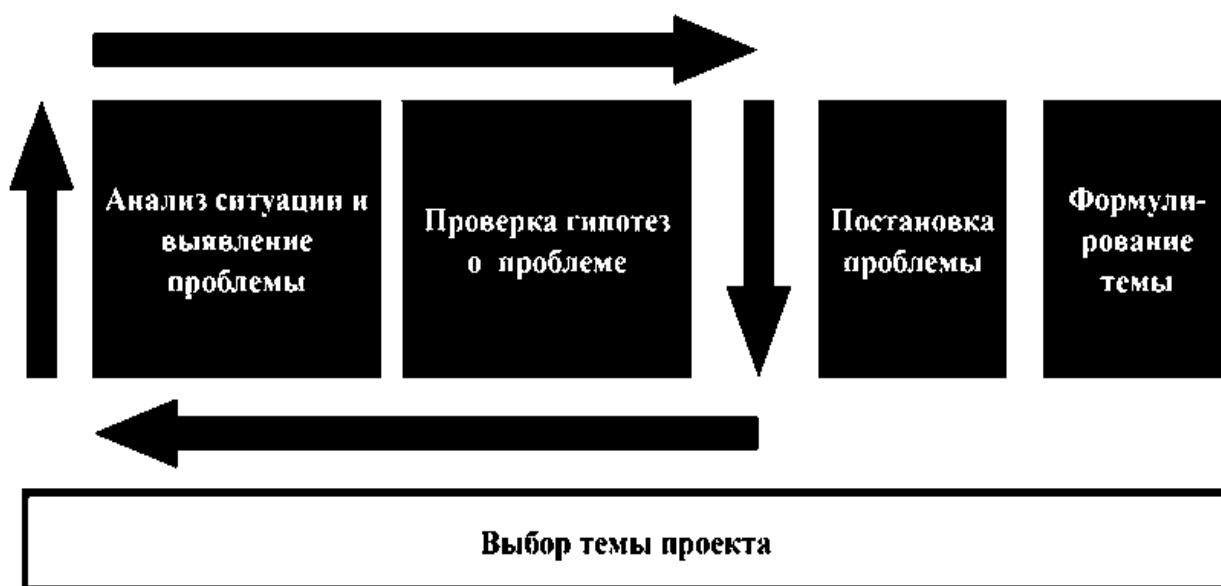 Анализ ситуации и
выявление
проблемы
Проверка гипотез
о проблеме
Постановка
проблемы
Формули-
рование
темы
Выбор темы проекта